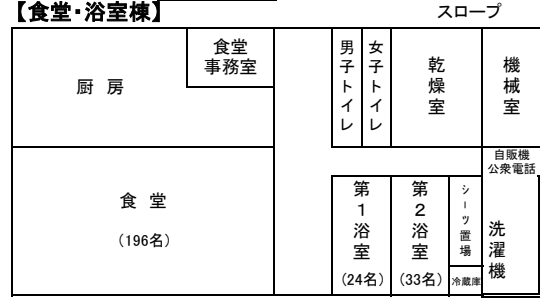 【食堂・浴室棟】
スロープ
厨 房
食堂
事務室
男子トイレ
女子トイレ
乾燥室
機械室
自販機
公衆電話
食 堂
（196名）
第1浴室
（24名）
第2浴室
（33名）
シーツ置場
冷蔵庫
洗濯機